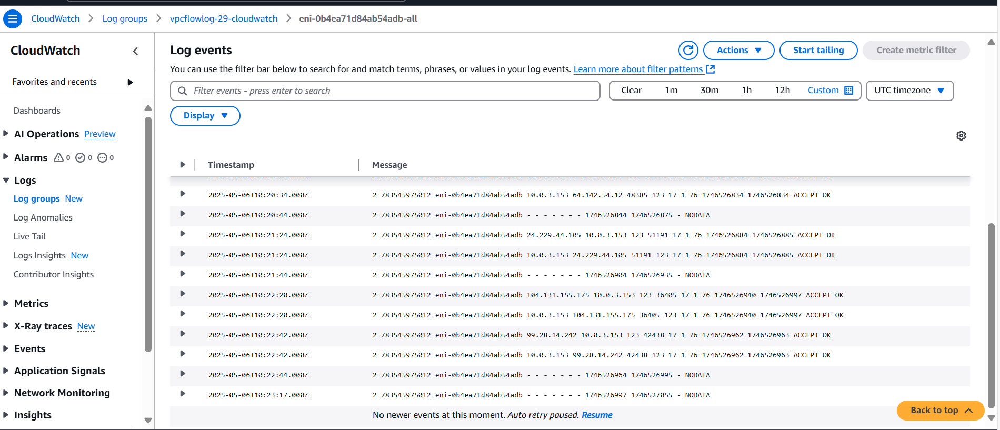 CloudWatch > Log groups > vpcflowlog-29-cloudwatch > eni-0b4ea71d84ab54adb-all
CloudWatch
Favorites and recents
Dashboards
AI Operations Preview
Alarms 0 0 0
Logs
Log groups New
Log Anomalies
Live Tail
Logs Insights New
Contributor Insights
Metrics
X-Ray traces New
Events
Application Signals
Network Monitoring
Insights
Log events
Actions
Start tailing
Create metric filter
You can use the filter bar below to search for and match terms, phrases, or values in your log events. Learn more about filter patterns
Filter events - press enter to search
Clear 1m 30m 1h 12h Custom
UTC timezone
Display
Timestamp Message
2025-05-06T10:20:34.000Z 2 783545975012 eni-0b4ea71d84ab54adb 10.0.3.153 64.142.54.12 48385 123 17 1 76 1746526834 1746526834 ACCEPT OK
2025-05-06T10:20:44.000Z 2 783545975012 eni-0b4ea71d84ab54adb - - - - - - - 1746526844 1746526875 - NODATA
2025-05-06T10:21:24.000Z 2 783545975012 eni-0b4ea71d84ab54adb 24.229.44.105 10.0.3.153 123 51191 17 1 76 1746526884 1746526885 ACCEPT OK
2025-05-06T10:21:24.000Z 2 783545975012 eni-0b4ea71d84ab54adb 10.0.3.153 24.229.44.105 51191 123 17 1 76 1746526884 1746526885 ACCEPT OK
2025-05-06T10:21:44.000Z 2 783545975012 eni-0b4ea71d84ab54adb - - - - - - - 1746526904 1746526935 - NODATA
2025-05-06T10:22:20.000Z 2 783545975012 eni-0b4ea71d84ab54adb 104.131.155.175 10.0.3.153 123 36405 17 1 76 1746526940 1746526997 ACCEPT OK
2025-05-06T10:22:20.000Z 2 783545975012 eni-0b4ea71d84ab54adb 10.0.3.153 104.131.155.175 36405 123 17 1 76 1746526940 1746526997 ACCEPT OK
2025-05-06T10:22:42.000Z 2 783545975012 eni-0b4ea71d84ab54adb 99.28.14.242 10.0.3.153 123 42438 17 1 76 1746526962 1746526963 ACCEPT OK
2025-05-06T10:22:42.000Z 2 783545975012 eni-0b4ea71d84ab54adb 10.0.3.153 99.28.14.242 42438 123 17 1 76 1746526962 1746526963 ACCEPT OK
2025-05-06T10:22:44.000Z 2 783545975012 eni-0b4ea71d84ab54adb - - - - - - - 1746526964 1746526995 - NODATA
2025-05-06T10:23:17.000Z 2 783545975012 eni-0b4ea71d84ab54adb - - - - - - - 1746526997 1746527055 - NODATA
No newer events at this moment. Auto retry paused. Resume
Back to top